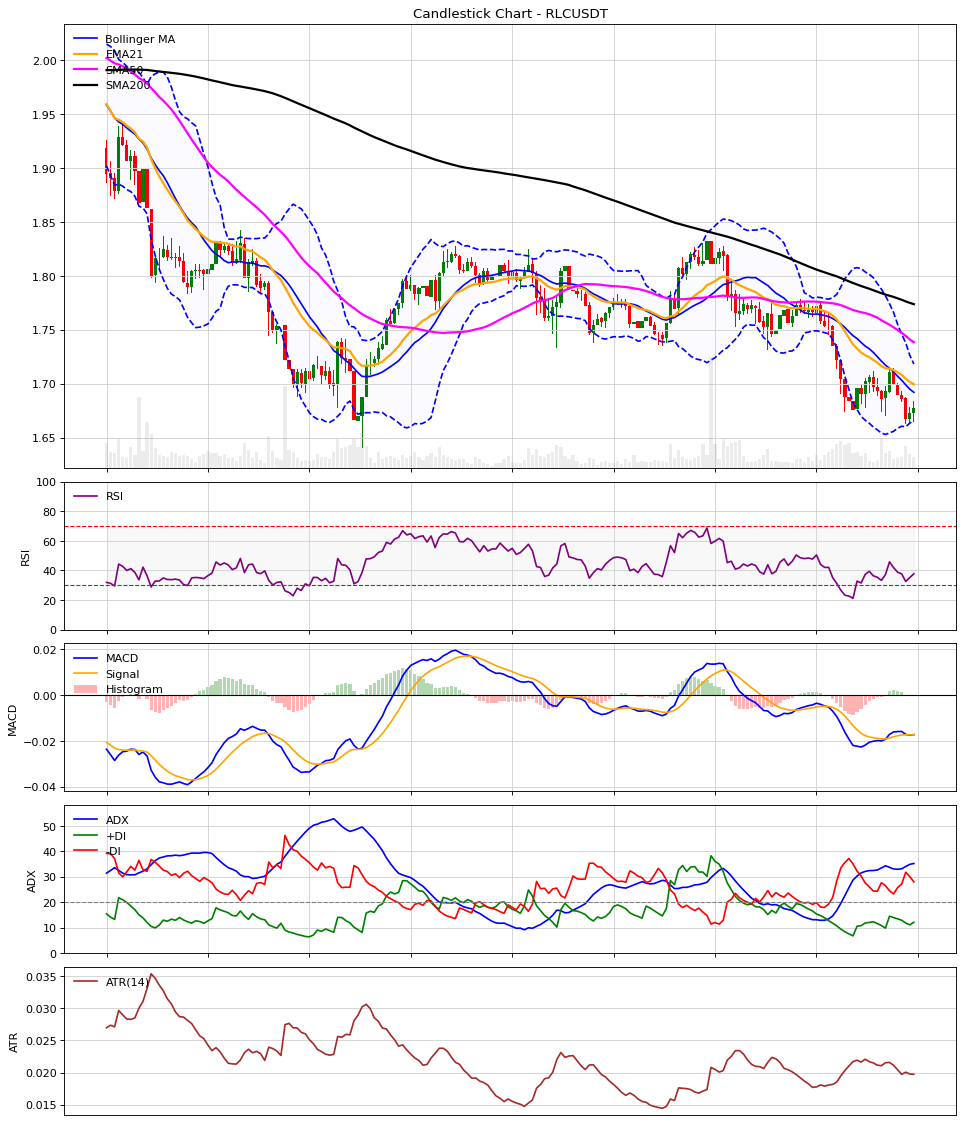 Candlestick Chart - RLCUSDT
Bollinger MA
EMA21
SMA50
SMA200
2.00
1.95
1.90
1.85
1.80
1.75
1.70
1.65
RSI
100
80
60
40
20
0
RSI
MACD
Signal
Histogram
0.02
0.00
−0.02
−0.04
MACD
ADX
+DI
-DI
50
40
30
20
10
0
ADX
ATR(14)
0.035
0.030
0.025
0.020
0.015
ATR